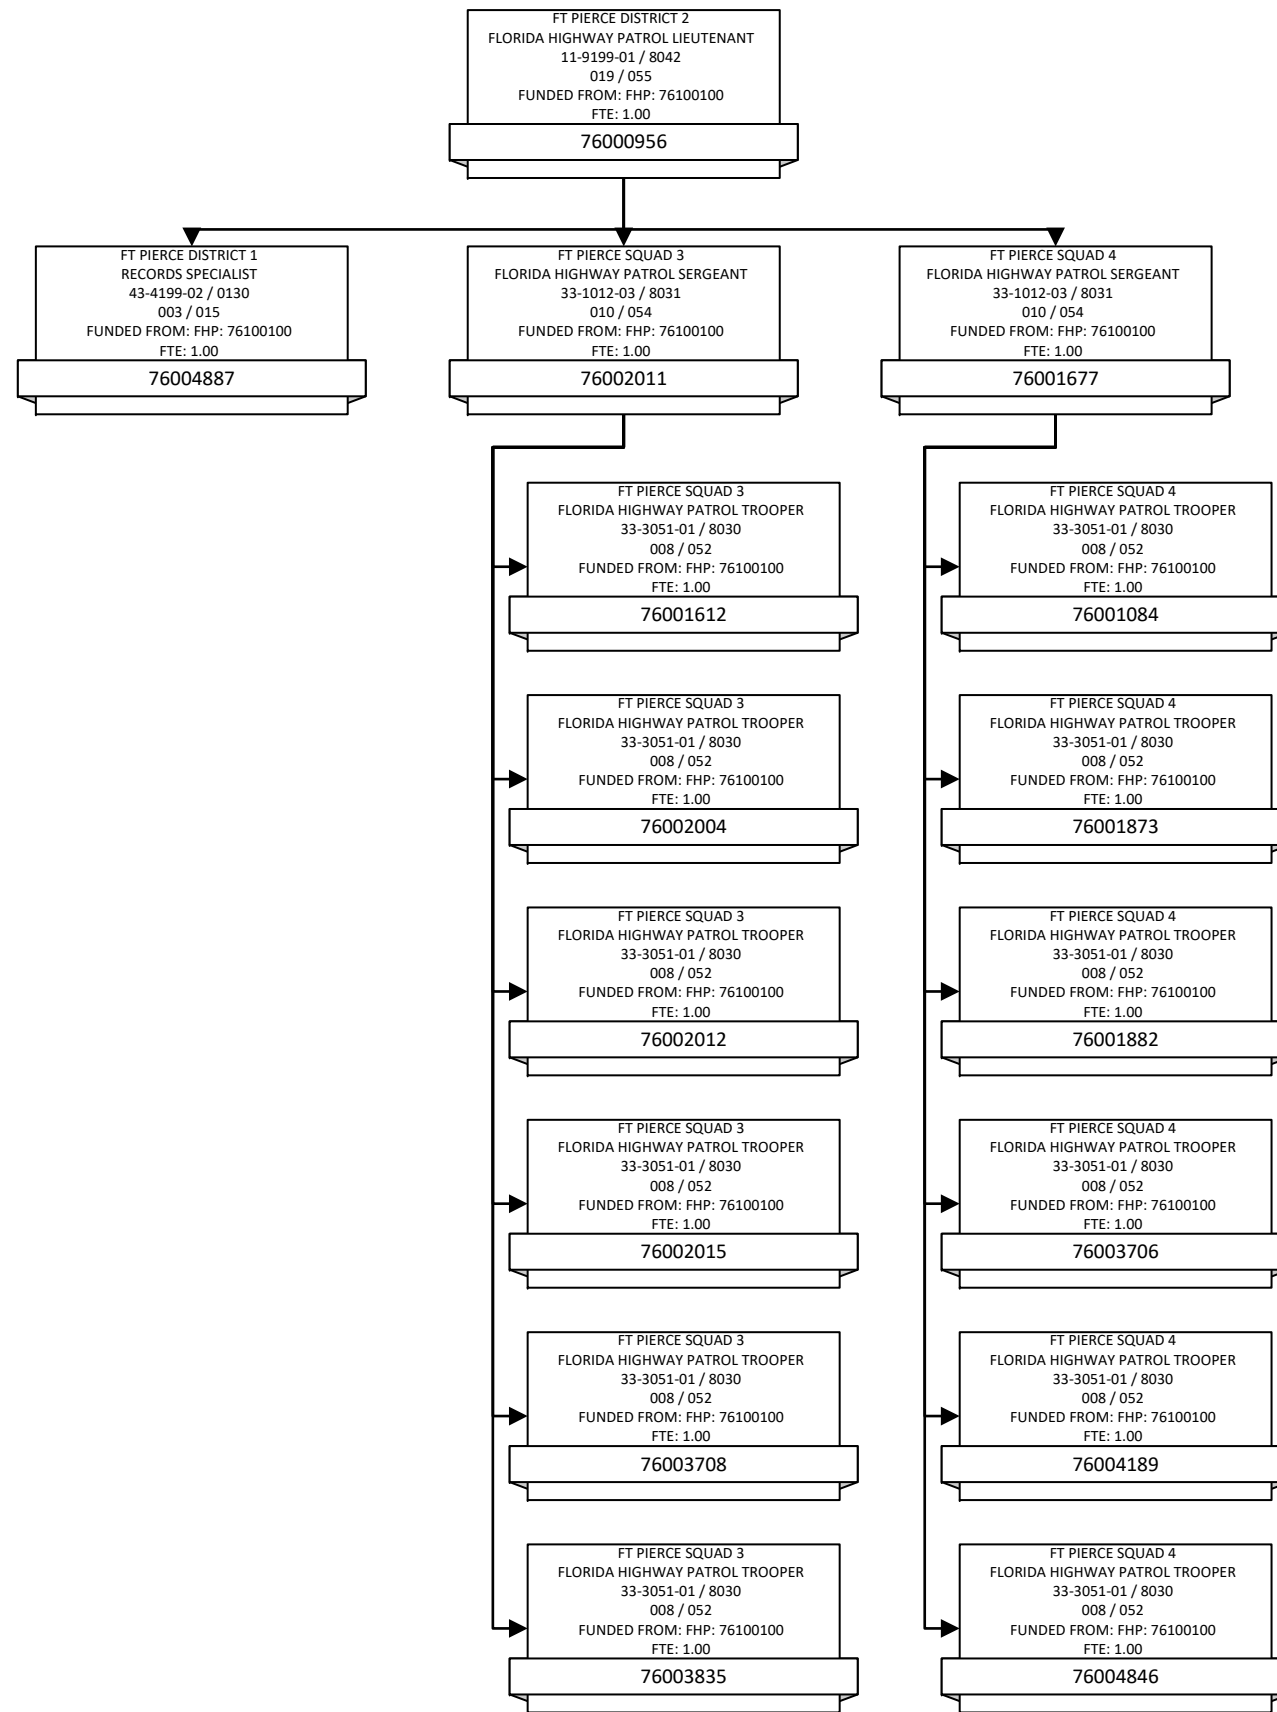 FT PIERCE DISTRICT 2
FLORIDA HIGHWAY PATROL LIEUTENANT
11-9199-01 / 8042
019 / 055
FUNDED FROM: FHP: 76100100
FTE: 1.00
76000956
FT PIERCE DISTRICT 1
RECORDS SPECIALIST
43-4199-02 / 0130
003 / 015
FUNDED FROM: FHP: 76100100
FTE: 1.00
76004887
FT PIERCE SQUAD 3
FLORIDA HIGHWAY PATROL SERGEANT
33-1012-03 / 8031
010 / 054
FUNDED FROM: FHP: 76100100
FTE: 1.00
76002011
FT PIERCE SQUAD 4
FLORIDA HIGHWAY PATROL SERGEANT
33-1012-03 / 8031
010 / 054
FUNDED FROM: FHP: 76100100
FTE: 1.00
76001677
FT PIERCE SQUAD 3
FLORIDA HIGHWAY PATROL TROOPER
33-3051-01 / 8030
008 / 052
FUNDED FROM: FHP: 76100100
FTE: 1.00
76001612
FT PIERCE SQUAD 4
FLORIDA HIGHWAY PATROL TROOPER
33-3051-01 / 8030
008 / 052
FUNDED FROM: FHP: 76100100
FTE: 1.00
76001084
FT PIERCE SQUAD 3
FLORIDA HIGHWAY PATROL TROOPER
33-3051-01 / 8030
008 / 052
FUNDED FROM: FHP: 76100100
FTE: 1.00
76002004
FT PIERCE SQUAD 4
FLORIDA HIGHWAY PATROL TROOPER
33-3051-01 / 8030
008 / 052
FUNDED FROM: FHP: 76100100
FTE: 1.00
76001873
FT PIERCE SQUAD 3
FLORIDA HIGHWAY PATROL TROOPER
33-3051-01 / 8030
008 / 052
FUNDED FROM: FHP: 76100100
FTE: 1.00
76002012
FT PIERCE SQUAD 4
FLORIDA HIGHWAY PATROL TROOPER
33-3051-01 / 8030
008 / 052
FUNDED FROM: FHP: 76100100
FTE: 1.00
76001882
FT PIERCE SQUAD 3
FLORIDA HIGHWAY PATROL TROOPER
33-3051-01 / 8030
008 / 052
FUNDED FROM: FHP: 76100100
FTE: 1.00
76002015
FT PIERCE SQUAD 4
FLORIDA HIGHWAY PATROL TROOPER
33-3051-01 / 8030
008 / 052
FUNDED FROM: FHP: 76100100
FTE: 1.00
76003706
FT PIERCE SQUAD 3
FLORIDA HIGHWAY PATROL TROOPER
33-3051-01 / 8030
008 / 052
FUNDED FROM: FHP: 76100100
FTE: 1.00
76003708
FT PIERCE SQUAD 4
FLORIDA HIGHWAY PATROL TROOPER
33-3051-01 / 8030
008 / 052
FUNDED FROM: FHP: 76100100
FTE: 1.00
76004189
FT PIERCE SQUAD 3
FLORIDA HIGHWAY PATROL TROOPER
33-3051-01 / 8030
008 / 052
FUNDED FROM: FHP: 76100100
FTE: 1.00
76003835
FT PIERCE SQUAD 4
FLORIDA HIGHWAY PATROL TROOPER
33-3051-01 / 8030
008 / 052
FUNDED FROM: FHP: 76100100
FTE: 1.00
76004846